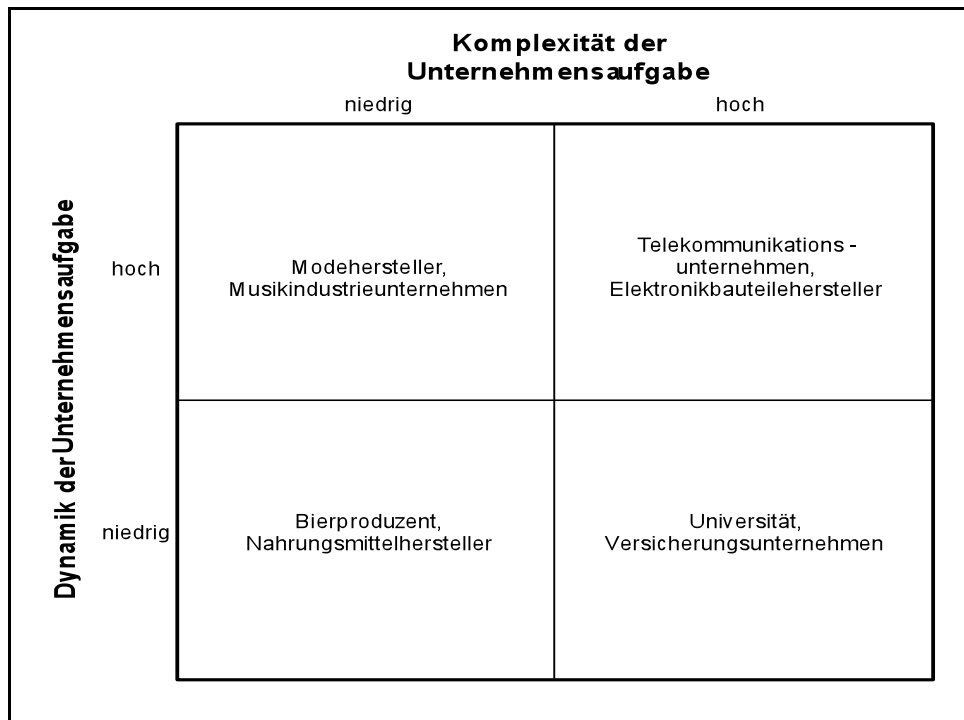 Komplexität der
Unternehmensaufgabe
niedrig
hoch
Dynamik der Unternehmensaufgabe
hoch
Modehersteller,
Musikindustrieunternehmen
Telekommunikations -
unternehmen,
Elektronikbauteilehersteller
niedrig
Bierproduzent,
Nahrungsmittelhersteller
Universität,
Versicherungsunternehmen